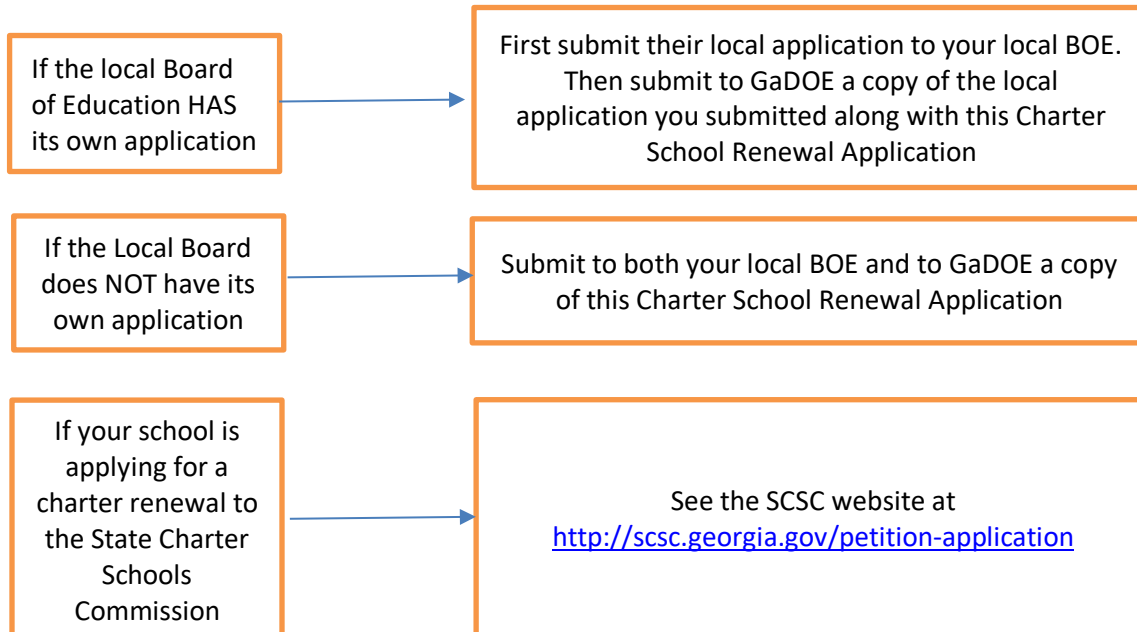 If the local Board
of Education HAS
its own application
First submit their local application to your local BOE.
Then submit to GaDOE a copy of the local
application you submitted along with this Charter
School Renewal Application
If the Local Board
does NOT have its
own application
Submit to both your local BOE and to GaDOE a copy
of this Charter School Renewal Application
If your school is
applying for a
charter renewal to
the State Charter
Schools
Commission
See the SCSC website at
http://scsc.georgia.gov/petition-application